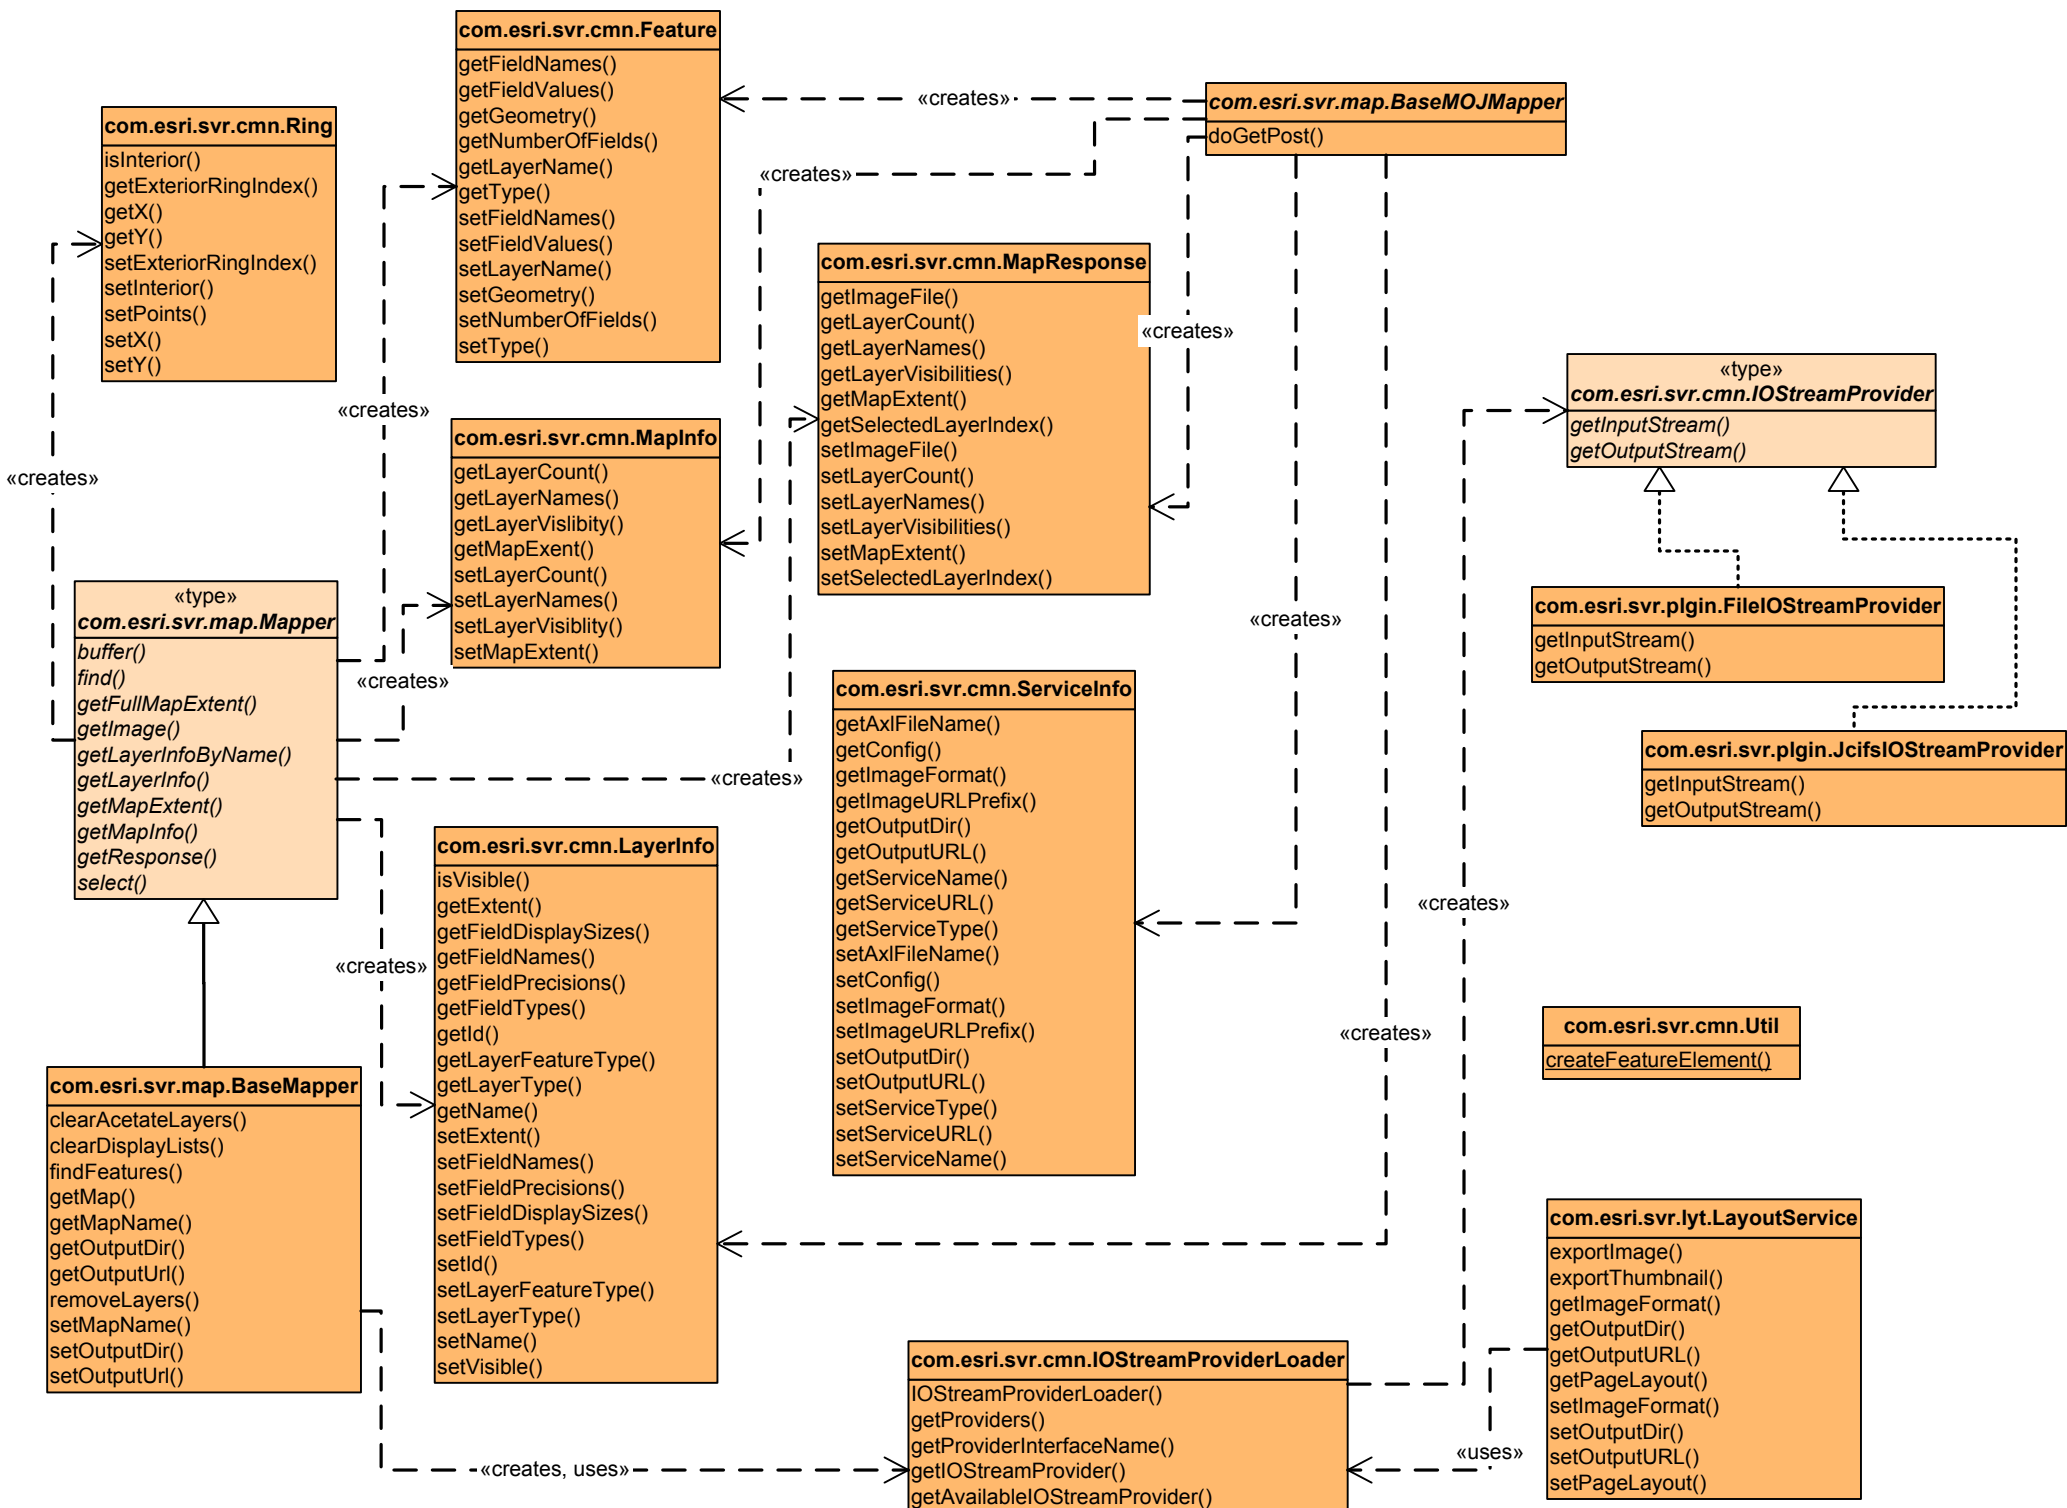 com.esri.svr.cmn.Feature
getFieldNames()
getFieldValues()
getGeometry()
getNumberOfFields()
getLayerName()
getType()
setFieldNames()
setFieldValues()
setLayerName()
setGeometry()
setNumberOfFields()
setType()
«creates»
com.esri.svr.map.BaseMOJMapper
doGetPost()
com.esri.svr.cmn.Ring
isInterior()
getExteriorRingIndex()
getX()
getY()
setExteriorRingIndex()
setInterior()
setPoints()
setX()
setY()
«creates»
com.esri.svr.cmn.MapResponse
getImageFile()
getLayerCount()
getLayerNames()
getLayerVisibilities()
getMapExtent()
getSelectedLayerIndex()
setImageFile()
setLayerCount()
setLayerNames()
setLayerVisibilities()
setMapExtent()
setSelectedLayerIndex()
«creates»
«type»
com.esri.svr.cmn.IOStreamProvider
getInputStream()
getOutputStream()
«creates»
com.esri.svr.cmn.MapInfo
getLayerCount()
getLayerNames()
getLayerVislibity()
getMapExent()
setLayerCount()
setLayerNames()
setLayerVisiblity()
setMapExtent()
«creates»
«type»
com.esri.svr.map.Mapper
buffer()
find()
getFullMapExtent()
getImage()
getLayerInfoByName()
getLayerInfo()
getMapExtent()
getMapInfo()
getResponse()
select()
«creates»
«creates»
«creates»
com.esri.svr.plgin.FileIOStreamProvider
getInputStream()
getOutputStream()
com.esri.svr.cmn.ServiceInfo
getAxlFileName()
getConfig()
getImageFormat()
getImageURLPrefix()
getOutputDir()
getOutputURL()
getServiceName()
getServiceURL()
getServiceType()
setAxlFileName()
setConfig()
setImageFormat()
setImageURLPrefix()
setOutputDir()
setOutputURL()
setServiceType()
setServiceURL()
setServiceName()
com.esri.svr.plgin.JcifsIOStreamProvider
getInputStream()
getOutputStream()
com.esri.svr.cmn.LayerInfo
isVisible()
getExtent()
getFieldDisplaySizes()
getFieldNames()
getFieldPrecisions()
getFieldTypes()
getId()
getLayerFeatureType()
getLayerType()
getName()
setExtent()
setFieldNames()
setFieldPrecisions()
setFieldDisplaySizes()
setFieldTypes()
setId()
setLayerFeatureType()
setLayerType()
setName()
setVisible()
«creates»
«creates»
«creates»
com.esri.svr.cmn.Util
createFeatureElement()
com.esri.svr.map.BaseMapper
clearAcetateLayers()
clearDisplayLists()
findFeatures()
getMap()
getMapName()
getOutputDir()
getOutputUrl()
removeLayers()
setMapName()
setOutputDir()
setOutputUrl()
com.esri.svr.lyt.LayoutService
exportImage()
exportThumbnail()
getImageFormat()
getOutputDir()
getOutputURL()
getPageLayout()
setImageFormat()
setOutputDir()
setOutputURL()
setPageLayout()
com.esri.svr.cmn.IOStreamProviderLoader
IOStreamProviderLoader()
getProviders()
getProviderInterfaceName()
getIOStreamProvider()
getAvailableIOStreamProvider()
«creates, uses»
«uses»